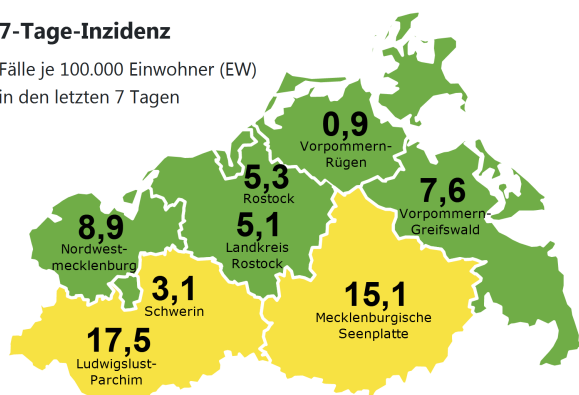 7-Tage-Inzidenz
Fälle je 100.000 Einwohner (EW)
in den letzten 7 Tagen
0,9
Vorpommern-
Rügen
5,3
Rostock
7,6
Vorpommern-
Greifswald
8,9
Nordwest-
mecklenburg
5,1
Landkreis
Rostock
3,1
Schwerin
15,1
Mecklenburgische
Seenplatte
17,5
Ludwigslust-
Parchim